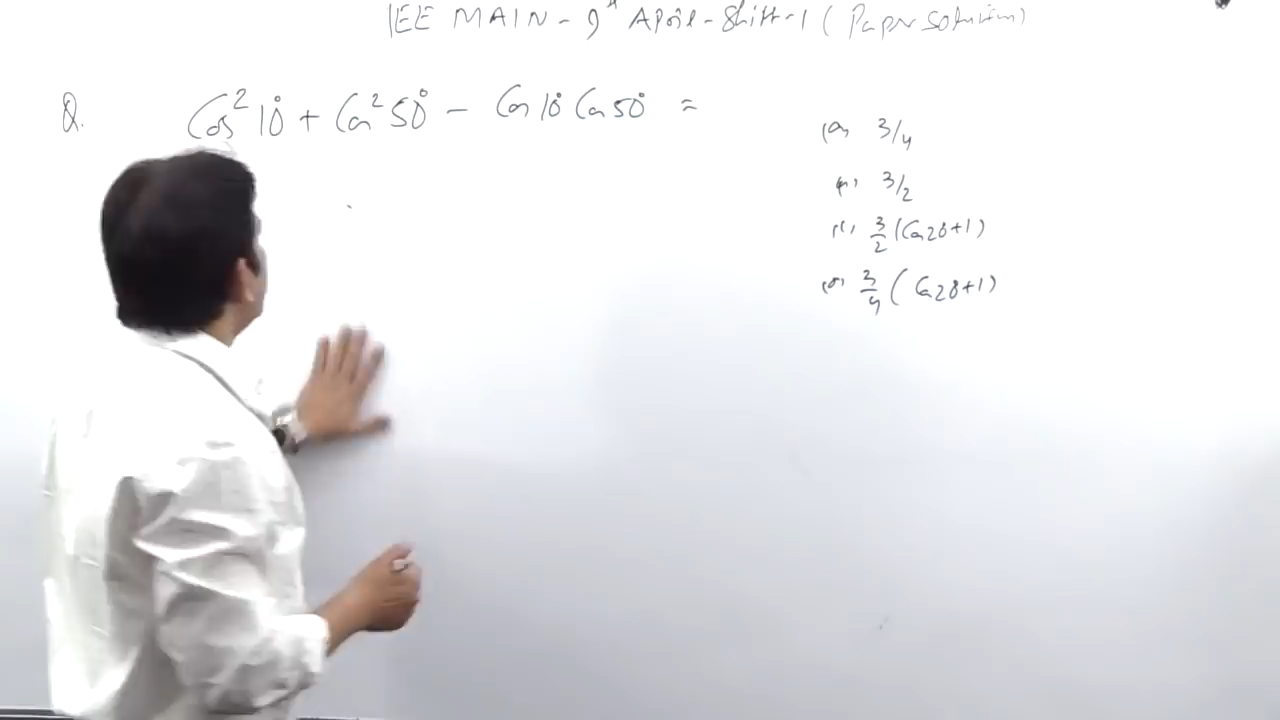 JEE MAIN - 9 April - Shift-1 (Paper solution)
Q. Cos²10° + Cos²50° - Cos10° Cos50° =
(a) 3/4
(b) 3/2
(c) 3/2 (Cos20+1)
(d) 3/4 (Cos20+1)